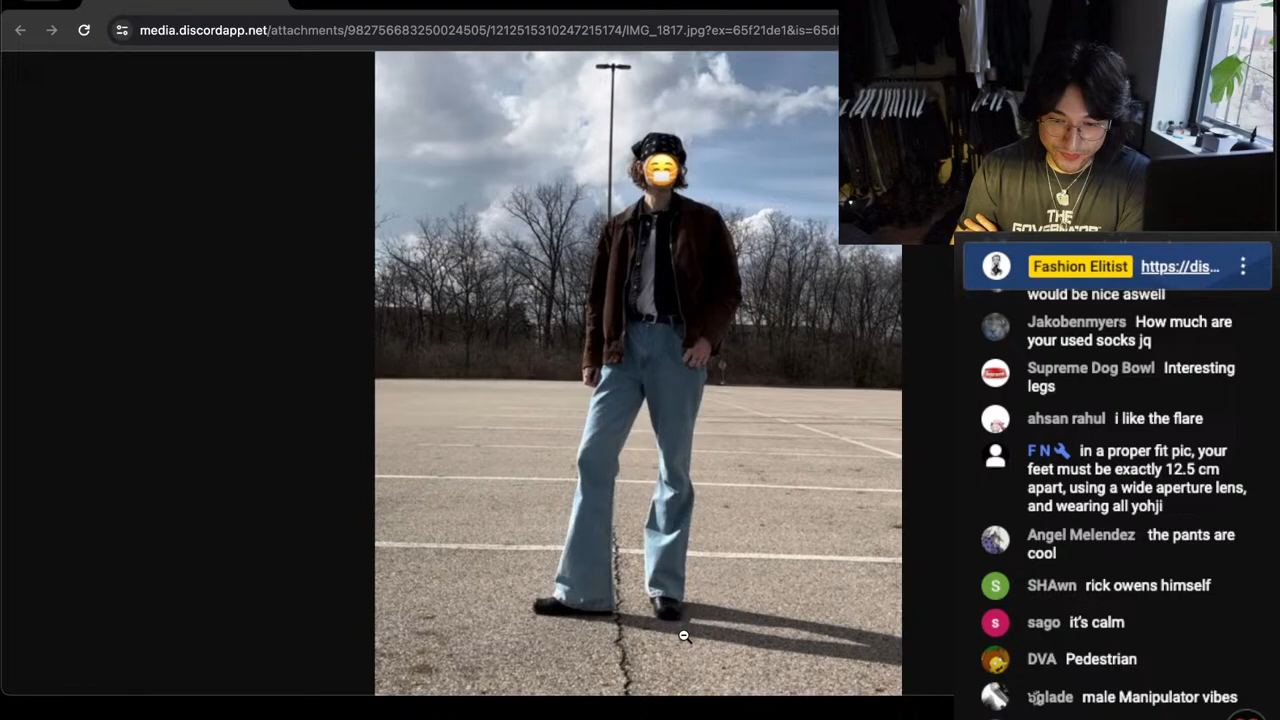 media.discordapp.net/attachments/982756683250024505/1212515310247215174/IMG_1817.jpg?ex=65f21de1&is=65df
THE
GOVERNOR
Fashion Elitist https://dis...
would be nice aswell
Jakobenmyers How much are
your used socks jq
Supreme Dog Bowl Interesting
legs
ahsan rahul i like the flare
F N in a proper fit pic, your
feet must be exactly 12.5 cm
apart, using a wide aperture lens,
and wearing all yohji
Angel Melendez the pants are
cool
S SHAwn rick owens himself
s sago it's calm
DVA Pedestrian
male Manipulator vibes